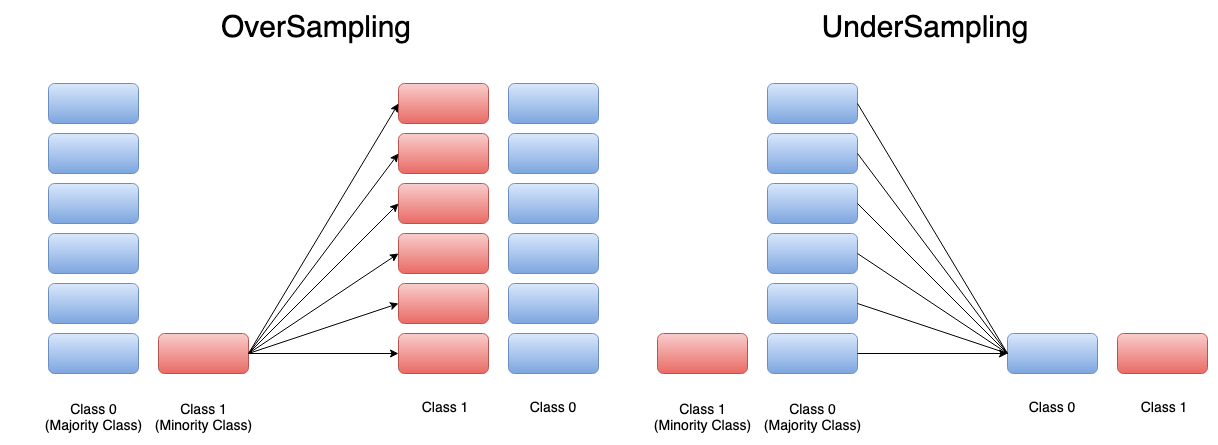 OverSampling
UnderSampling
Class 0
(Majority Class)
Class 1
(Minority Class)
Class 1
Class 0
Class 1
(Minority Class)
Class 0
(Majority Class)
Class 0
Class 1